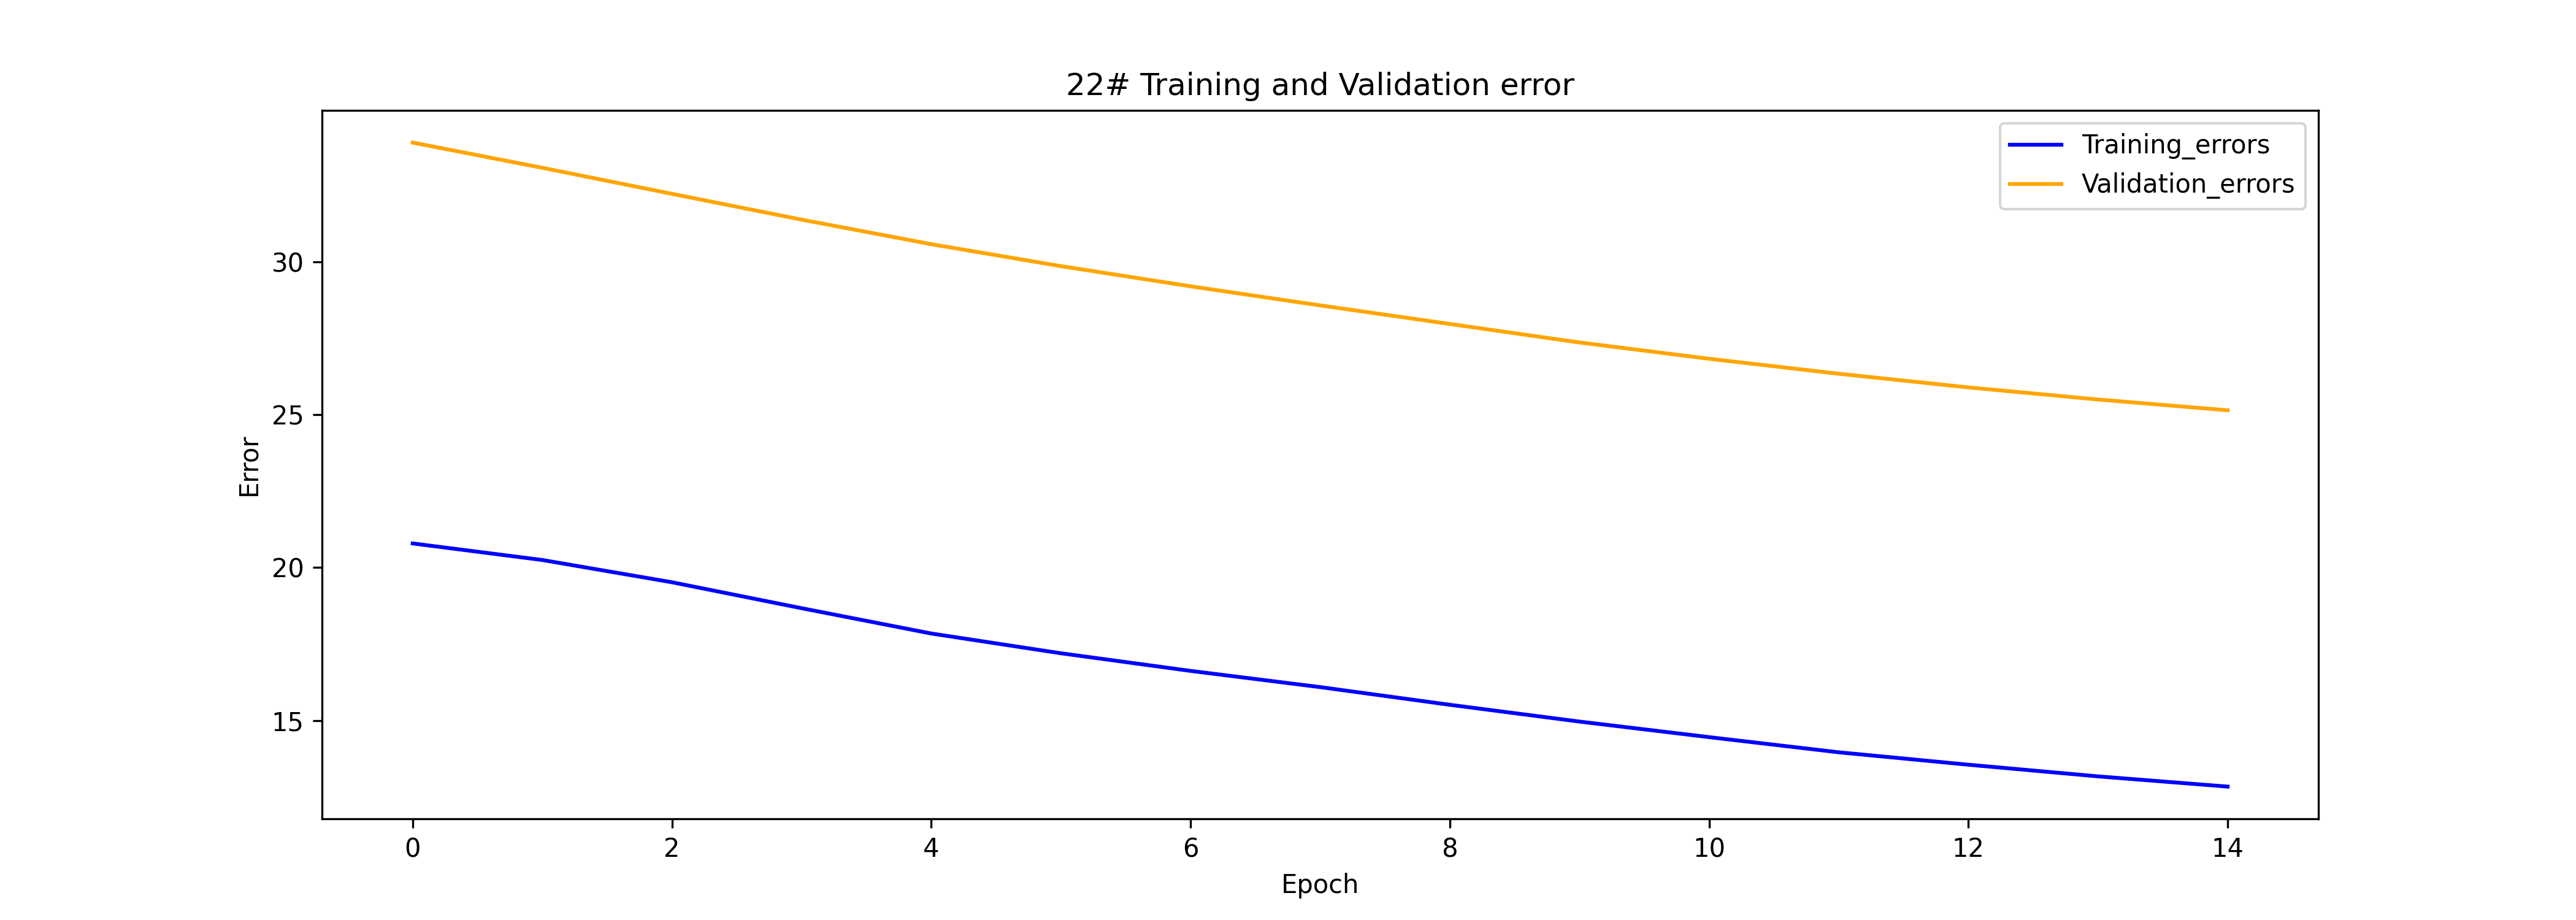 22# Training and Validation error
Training_errors
Validation_errors
30
25
20
15
Error
0 2 4 6 8 10 12 14
Epoch